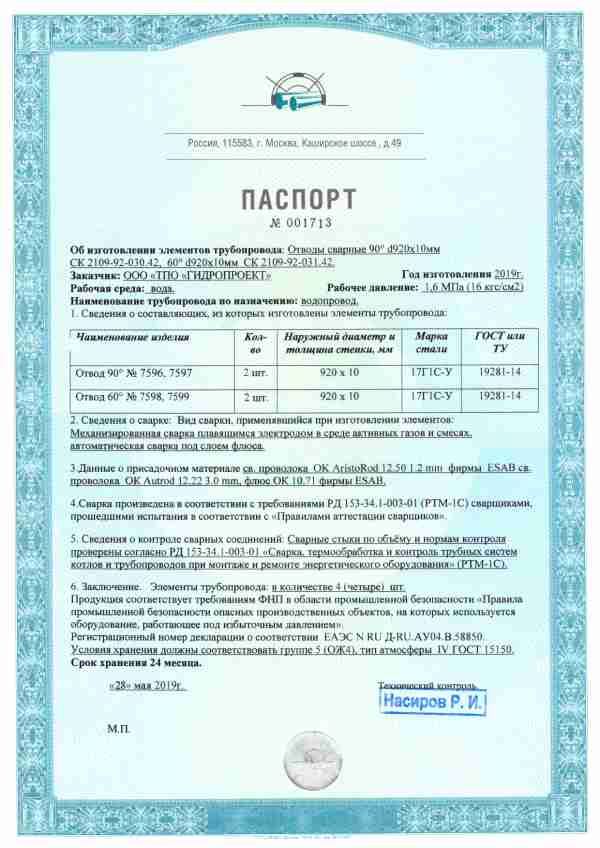 Россия, 115583, г. Москва, Каширское шоссе , д.49
ПАСПОРТ
№ 001713
Об изготовлении элементов трубопровода: Отводы сварные 90° d920x10мм
СК 2109-92-030.42, 60° d920x10мм СК 2109-92-031.42.
Заказчик: ООО «ТПО «ГИДРОПРОЕКТ» Год изготовления 2019г.
Рабочая среда: вода. Рабочее давление: 1,6 МПа (16 кгс/см2)
Наименование трубопровода по назначению: водопровод.
1. Сведения о составляющих, из которых изготовлены элементы трубопровода:
Наименование изделия Кол-во Наружный диаметр и толщина стенки, мм Марка стали ГОСТ или ТУ
Отвод 90° № 7596, 7597 2 шт. 920 х 10 17Г1С-У 19281-14
Отвод 60° № 7598, 7599 2 шт. 920 х 10 17Г1С-У 19281-14
2. Сведения о сварке: Вид сварки, применявшийся при изготовлении элементов:
Механизированная сварка плавящимся электродом в среде активных газов и смесях,
автоматическая сварка под слоем флюса.
3.Данные о присадочном материале св. проволока OK AristoRod 12.50 1.2 mm фирмы ESAB св.
проволока OK Autrod 12.22 3.0 mm, флюс OK 10.71 фирмы ESAB.
4.Сварка произведена в соответствии с требованиями РД 153-34.1-003-01 (РТМ-1С) сварщиками,
прошедшими испытания в соответствии с «Правилами аттестации сварщиков».
5. Сведения о контроле сварных соединений: Сварные стыки по объёму и нормам контроля
проверены согласно РД 153-34.1-003-01 «Сварка, термообработка и контроль трубных систем
котлов и трубопроводов при монтаже и ремонте энергетического оборудования» (РТМ-1С).
6. Заключение. Элементы трубопровода: в количестве 4 (четыре) шт.
Продукция соответствует требованиям ФНП в области промышленной безопасности «Правила
промышленной безопасности опасных производственных объектов, на которых используется
оборудование, работающее под избыточным давлением».
Регистрационный номер декларации о соответствии ЕАЭС N RU Д-RU.АУ04.В.58850.
Условия хранения должны соответствовать группе 5 (ОЖ4), тип атмосферы IV ГОСТ 15150.
Срок хранения 24 месяца.
«28» мая 2019г. Технический контроль
Насиров Р. И.
М.П.